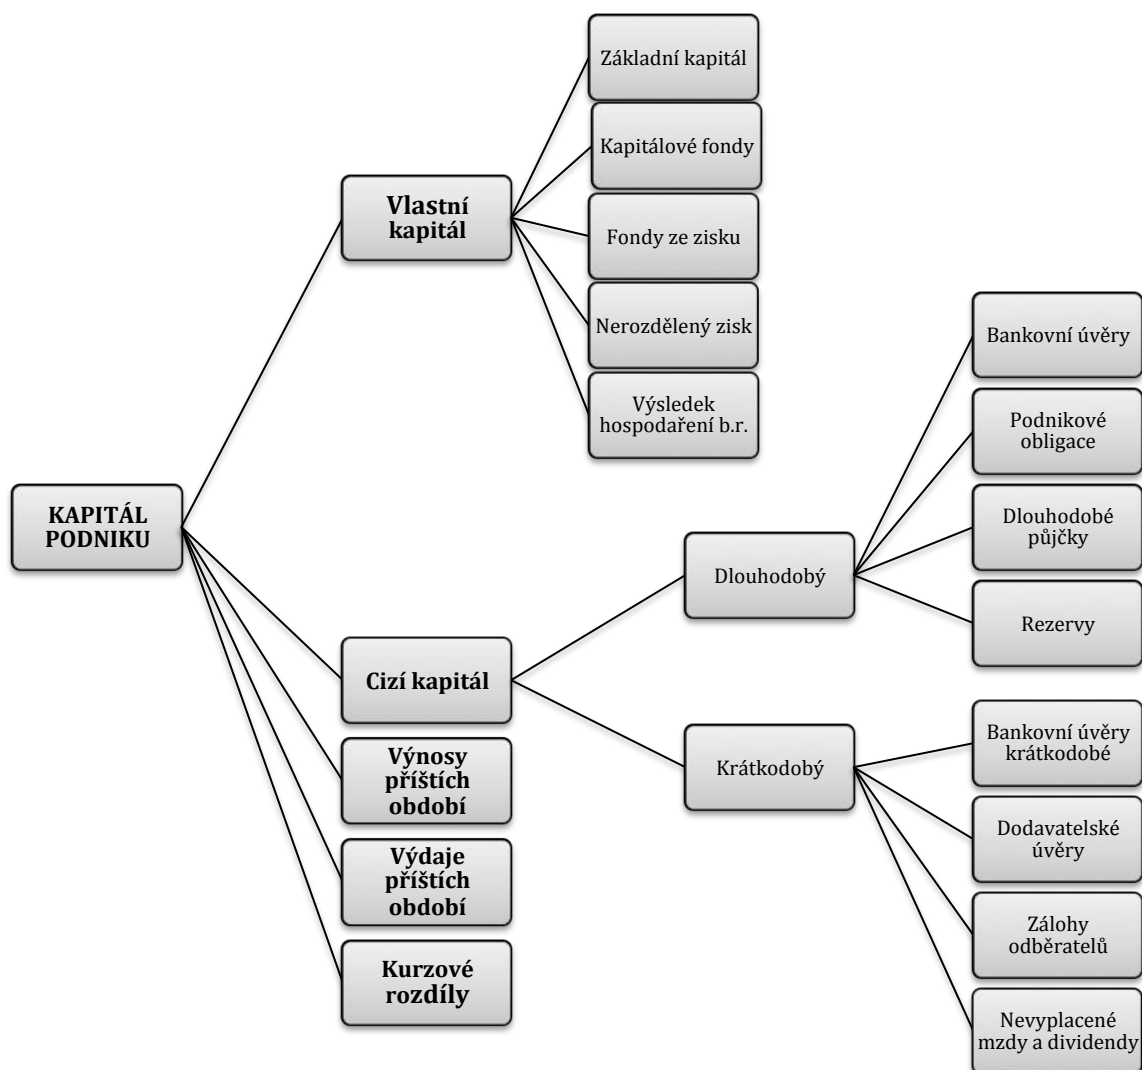 KAPITÁL
PODNIKU
Vlastní
kapitál
Základní kapitál
Kapitálové fondy
Fondy ze zisku
Nerozdělený zisk
Výsledek
hospodaření b.r.
Cizí kapitál
Dlouhodobý
Bankovní úvěry
Podnikové
obligace
Dlouhodobé
půjčky
Rezervy
Krátkodobý
Bankovní úvěry
krátkodobé
Dodavatelské
úvěry
Zálohy
odběratelů
Nevyplacené
mzdy a dividendy
Výnosy
příštích
období
Výdaje
příštích
období
Kurzové
rozdíly